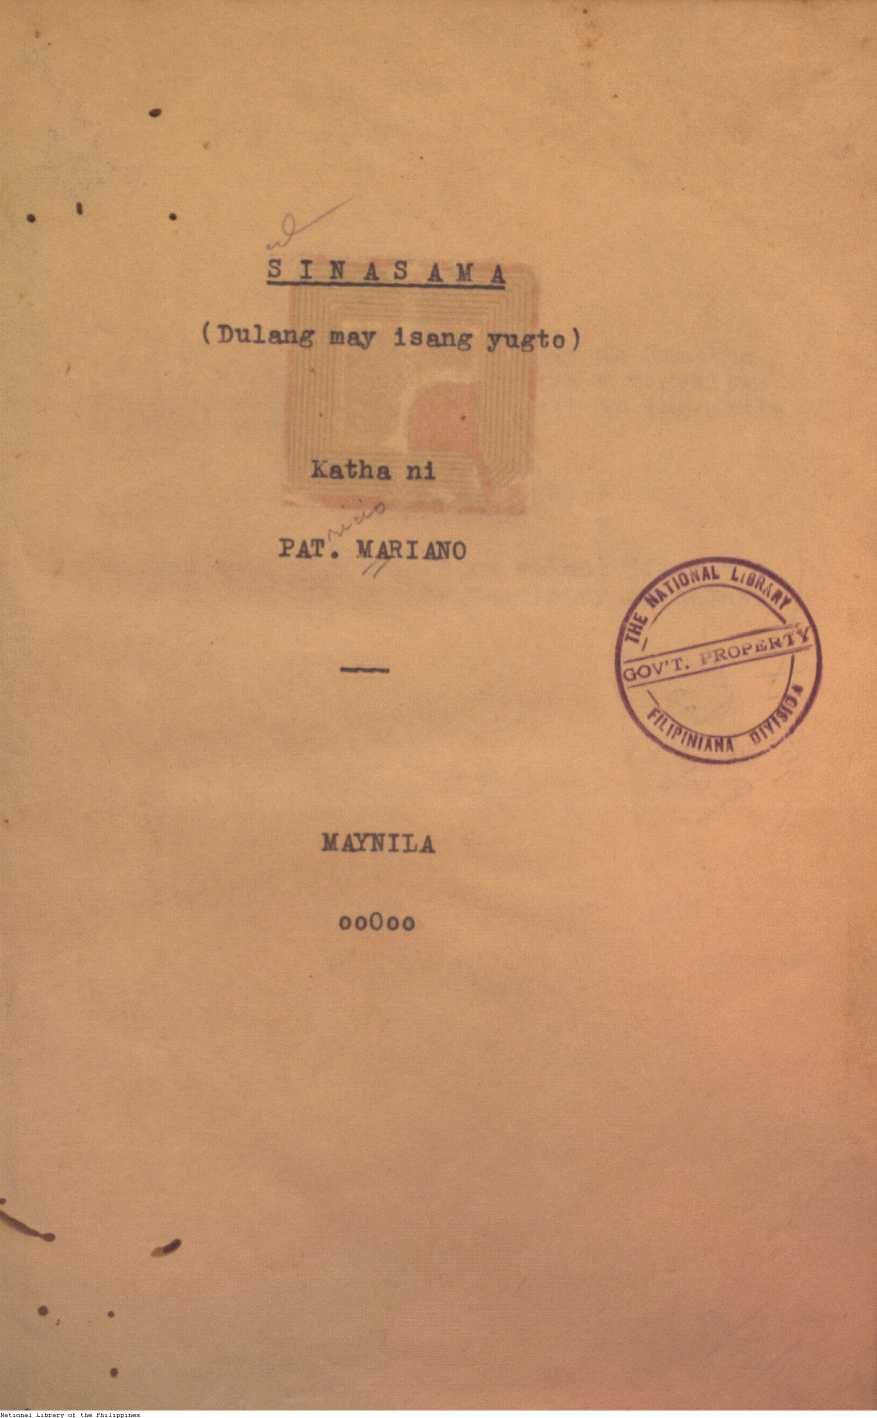 S I N A S A M A
(Dulang may isang yugto)
Katha ni
ricio
PAT. MARIANO
THE NATIONAL LIBRARY
GOV'T. PROPERTY
FILIPINIANA DIVISION
MAYNILA
ooOoo
National Library of the Philippines